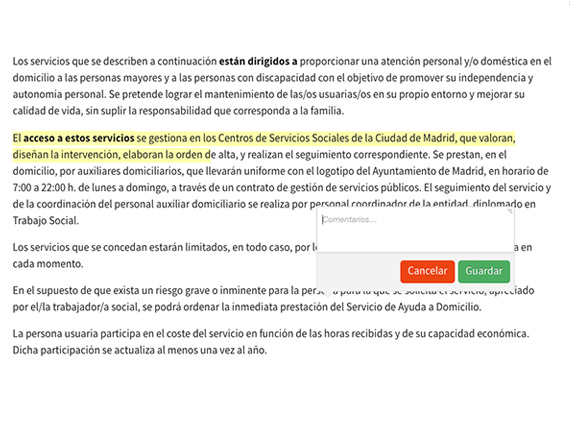 Los servicios que se describen a continuación están dirigidos a proporcionar una atención personal y/o doméstica en el
domicilio a las personas mayores y a las personas con discapacidad con el objetivo de promover su independencia y
autonomía personal. Se pretende lograr el mantenimiento de las/os usuarias/os en su propio entorno y mejorar su
calidad de vida, sin suplir la responsabilidad que corresponda a la familia.
El acceso a estos servicios se gestiona en los Centros de Servicios Sociales de la Ciudad de Madrid, que valoran,
diseñan la intervención, elaboran la orden de alta, y realizan el seguimiento correspondiente. Se prestan, en el
domicilio, por auxiliares domiciliarios, que llevarán uniforme con el logotipo del Ayuntamiento de Madrid, en horario de
7:00 a 22:00 h. de lunes a domingo, a través de un contrato de gestión de servicios públicos. El seguimiento del servicio y
de la coordinación del personal auxiliar domiciliario se realiza por personal coordinador de la entidad, diplomado en
Trabajo Social.
Comentarios...
Los servicios que se concedan estarán limitados, en todo caso, por en
cada momento.
Cancelar Guardar
En el supuesto de que exista un riesgo grave o inminente para la persona para la que se solicita el servicio, apreciado
por el/la trabajador/a social, se podrá ordenar la inmediata prestación del Servicio de Ayuda a Domicilio.
La persona usuaria participa en el coste del servicio en función de las horas recibidas y de su capacidad económica.
Dicha participación se actualiza al menos una vez al año.